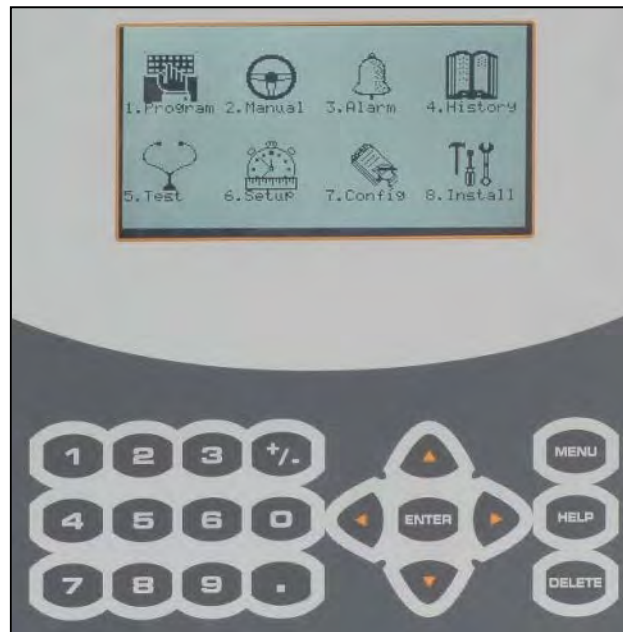 1.Program 2.Manual 3.Alarm 4.History
5.Test 6.Setup 7.Config 8.Install
1 2 3 +/- MENU
4 5 6 0 ENTER HELP
7 8 9 . DELETE